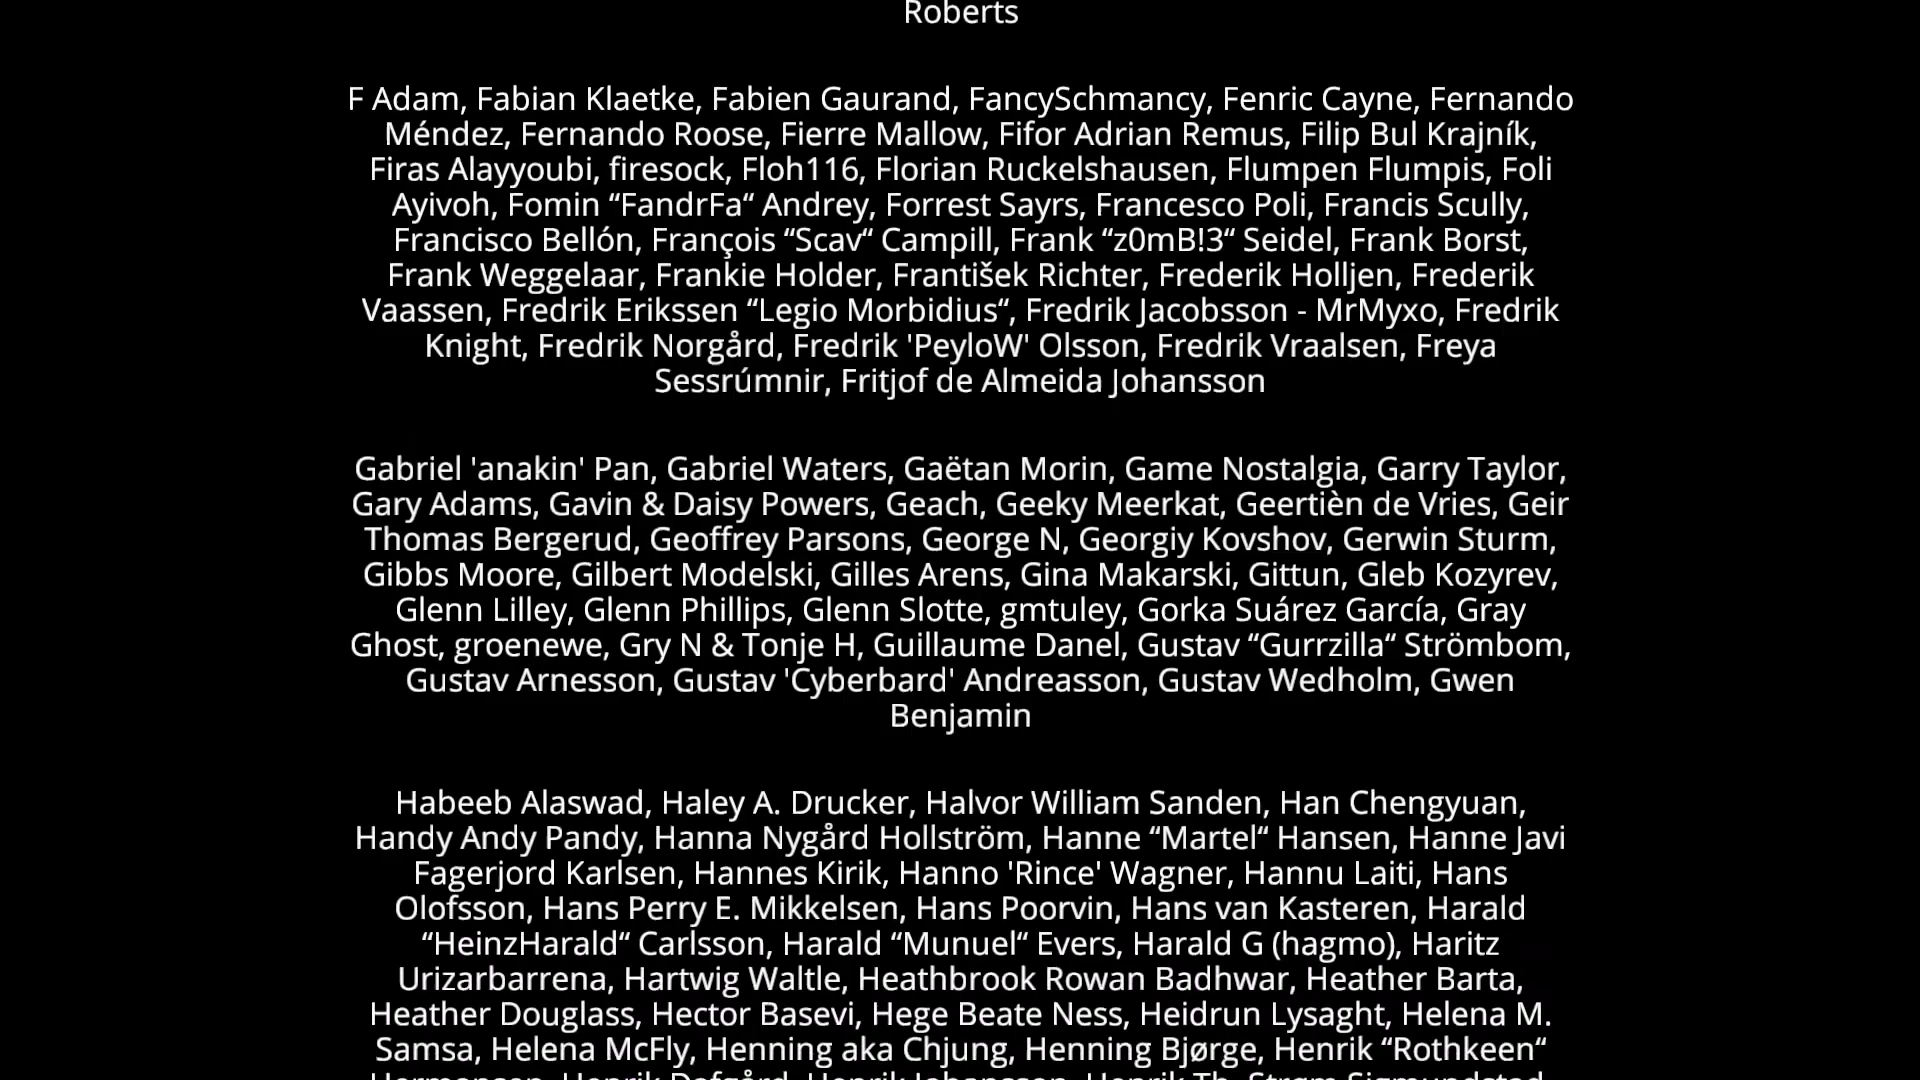 Roberts
F Adam, Fabian Klaetke, Fabien Gaurand, FancySchmancy, Fenric Cayne, Fernando
Méndez, Fernando Roose, Fierre Mallow, Fifor Adrian Remus, Filip Bul Krajník,
Firas Alayyoubi, firesock, Floh116, Florian Ruckelshausen, Flumpen Flumpis, Foli
Ayivoh, Fomin “FandrFa“ Andrey, Forrest Sayrs, Francesco Poli, Francis Scully,
Francisco Bellón, François “Scav“ Campill, Frank “z0mB!3“ Seidel, Frank Borst,
Frank Weggelaar, Frankie Holder, František Richter, Frederik Holljen, Frederik
Vaassen, Fredrik Erikssen “Legio Morbidius“, Fredrik Jacobsson - MrMyxo, Fredrik
Knight, Fredrik Norgård, Fredrik 'PeyloW' Olsson, Fredrik Vraalsen, Freya
Sessrúmnir, Fritjof de Almeida Johansson
Gabriel 'anakin' Pan, Gabriel Waters, Gaëtan Morin, Game Nostalgia, Garry Taylor,
Gary Adams, Gavin & Daisy Powers, Geach, Geeky Meerkat, Geertièn de Vries, Geir
Thomas Bergerud, Geoffrey Parsons, George N, Georgiy Kovshov, Gerwin Sturm,
Gibbs Moore, Gilbert Modelski, Gilles Arens, Gina Makarski, Gittun, Gleb Kozyrev,
Glenn Lilley, Glenn Phillips, Glenn Slotte, gmtuley, Gorka Suárez García, Gray
Ghost, groenewe, Gry N & Tonje H, Guillaume Danel, Gustav “Gurrzilla“ Strömbom,
Gustav Arnesson, Gustav 'Cyberbard' Andreasson, Gustav Wedholm, Gwen
Benjamin
Habeeb Alaswad, Haley A. Drucker, Halvor William Sanden, Han Chengyuan,
Handy Andy Pandy, Hanna Nygård Hollström, Hanne “Martel“ Hansen, Hanne Javi
Fagerjord Karlsen, Hannes Kirik, Hanno 'Rince' Wagner, Hannu Laiti, Hans
Olofsson, Hans Perry E. Mikkelsen, Hans Poorvin, Hans van Kasteren, Harald
“HeinzHarald“ Carlsson, Harald “Munuel“ Evers, Harald G (hagmo), Haritz
Urizarbarrena, Hartwig Waltle, Heathbrook Rowan Badhwar, Heather Barta,
Heather Douglass, Hector Basevi, Hege Beate Ness, Heidrun Lysaght, Helena M.
Samsa, Helena McFly, Henning aka Chjung, Henning Bjørge, Henrik “Rothkeen“